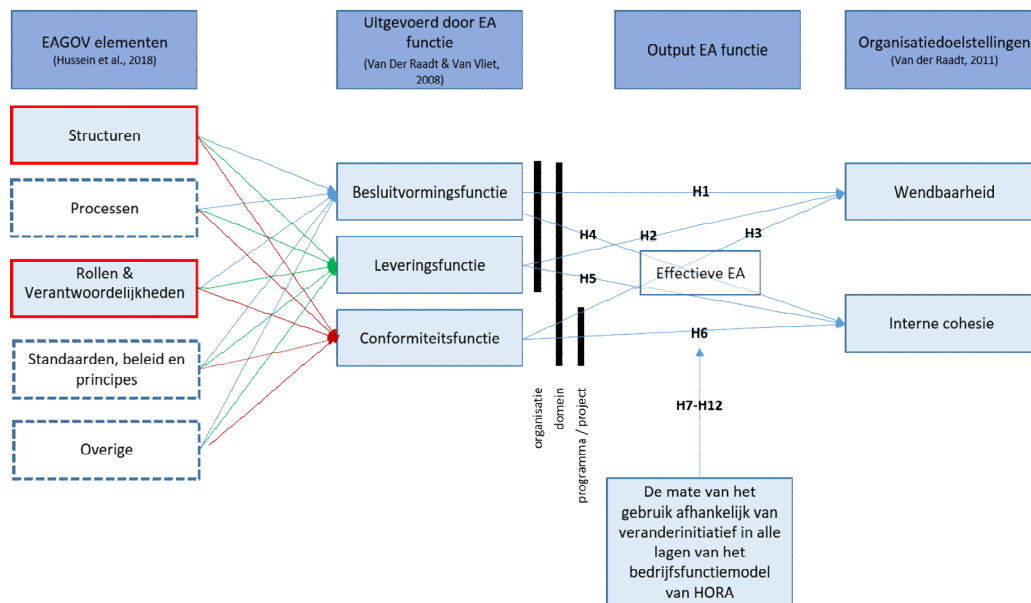 EAGOV elementen
(Hussein et al., 2018)
Uitgevoerd door EA
functie
(Van Der Raadt & Van Vliet,
2008)
Output EA functie
Organisatiedoelstellingen
(Van der Raadt, 2011)
Structuren
Processen
Rollen &
Verantwoordelijkheden
Standaarden, beleid en
principes
Overige
Besluitvormingsfunctie
Leveringsfunctie
Conformiteitsfunctie
organisatie
domein
programma / project
H1
H4
H2
H3
Effectieve EA
H5
H6
H7-H12
De mate van het
gebruik afhankelijk van
veranderinitiatief in alle
lagen van het
bedrijfsfunctiemodel
van HORA
Wendbaarheid
Interne cohesie